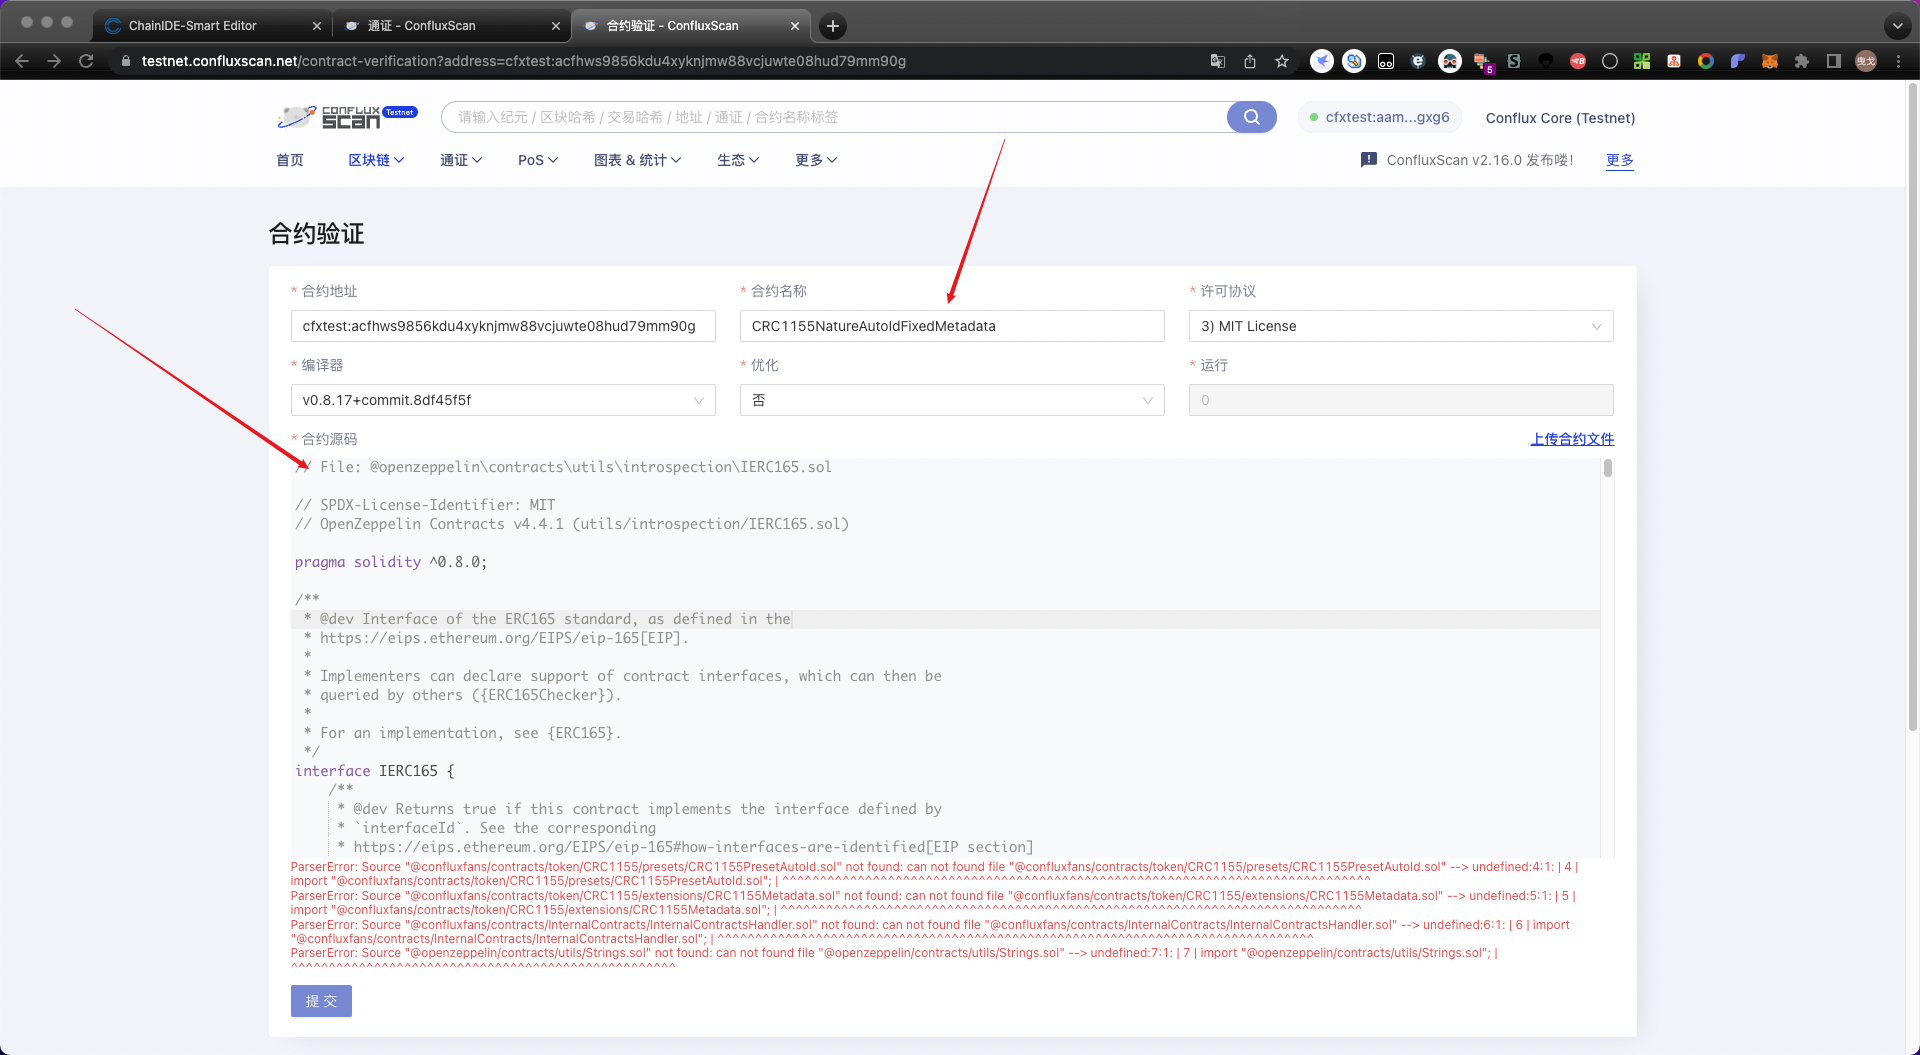 ChainIDE-Smart Editor
通证 - ConfluxScan
合约验证 - ConfluxScan
testnet.confluxscan.net/contract-verification?address=cfxtest:acfhws9856kdu4xyknjmw88vcjuwte08hud79mm90g
5
曳戈
CONFLUX
SCAN
Testnet
请输入纪元 / 区块哈希 / 交易哈希 / 地址 / 通证 / 合约名称标签
cfxtest:aam...gxg6
Conflux Core (Testnet)
首页
区块链
通证
PoS
图表 & 统计
生态
更多
ConfluxScan v2.16.0 发布喽!
更多
合约验证
* 合约地址
* 合约名称
* 许可协议
cfxtest:acfhws9856kdu4xyknjmw88vcjuwte08hud79mm90g
CRC1155NatureAutoIdFixedMetadata
3) MIT License
* 编译器
* 优化
* 运行
v0.8.17+commit.8df45f5f
否
0
* 合约源码
上传合约文件
// File: @openzeppelin\contracts\utils\introspection\IERC165.sol
// SPDX-License-Identifier: MIT
// OpenZeppelin Contracts v4.4.1 (utils/introspection/IERC165.sol)
pragma solidity ^0.8.0;
/**
* @dev Interface of the ERC165 standard, as defined in the
* https://eips.ethereum.org/EIPS/eip-165[EIP].
*
* Implementers can declare support of contract interfaces, which can then be
* queried by others ({ERC165Checker}).
*
* For an implementation, see {ERC165}.
*/
interface IERC165 {
/**
* @dev Returns true if this contract implements the interface defined by
* `interfaceId`. See the corresponding
* https://eips.ethereum.org/EIPS/eip-165#how-interfaces-are-identified[EIP section]
ParserError: Source "@confluxfans/contracts/token/CRC1155/presets/CRC1155PresetAutoId.sol" not found: can not found file "@confluxfans/contracts/token/CRC1155/presets/CRC1155PresetAutoId.sol" --> undefined:4:1: | 4 |
import "@confluxfans/contracts/token/CRC1155/presets/CRC1155PresetAutoId.sol"; | ^^^^^^^^^^^^^^^^^^^^^^^^^^^^^^^^^^^^^^^^^^^^^^^^^^^^^^^^^^^^^^^^^^^^^^^^^^^^^^
ParserError: Source "@confluxfans/contracts/token/CRC1155/extensions/CRC1155Metadata.sol" not found: can not found file "@confluxfans/contracts/token/CRC1155/extensions/CRC1155Metadata.sol" --> undefined:5:1: | 5 |
import "@confluxfans/contracts/token/CRC1155/extensions/CRC1155Metadata.sol"; | ^^^^^^^^^^^^^^^^^^^^^^^^^^^^^^^^^^^^^^^^^^^^^^^^^^^^^^^^^^^^^^^^^^^^^^^^^^^^^
ParserError: Source "@confluxfans/contracts/InternalContracts/InternalContractsHandler.sol" not found: can not found file "@confluxfans/contracts/InternalContracts/InternalContractsHandler.sol" --> undefined:6:1: | 6 | import
"@confluxfans/contracts/InternalContracts/InternalContractsHandler.sol"; | ^^^^^^^^^^^^^^^^^^^^^^^^^^^^^^^^^^^^^^^^^^^^^^^^^^^^^^^^^^^^^^^^^^^^^^^^^^^^^^^
ParserError: Source "@openzeppelin/contracts/utils/Strings.sol" not found: can not found file "@openzeppelin/contracts/utils/Strings.sol" --> undefined:7:1: | 7 | import "@openzeppelin/contracts/utils/Strings.sol"; |
^^^^^^^^^^^^^^^^^^^^^^^^^^^^^^^^^^^^^^^^^^^^^^^^^^^
提 交